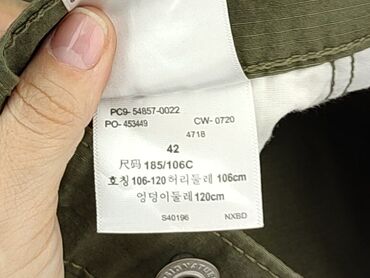 PC9- 54857-0022
PO- 453449 CW- 0720
4718
42
尺码 185/106C
호칭 106-120 허리둘레 106cm
엉덩이둘레 120cm
S40196 NXBD